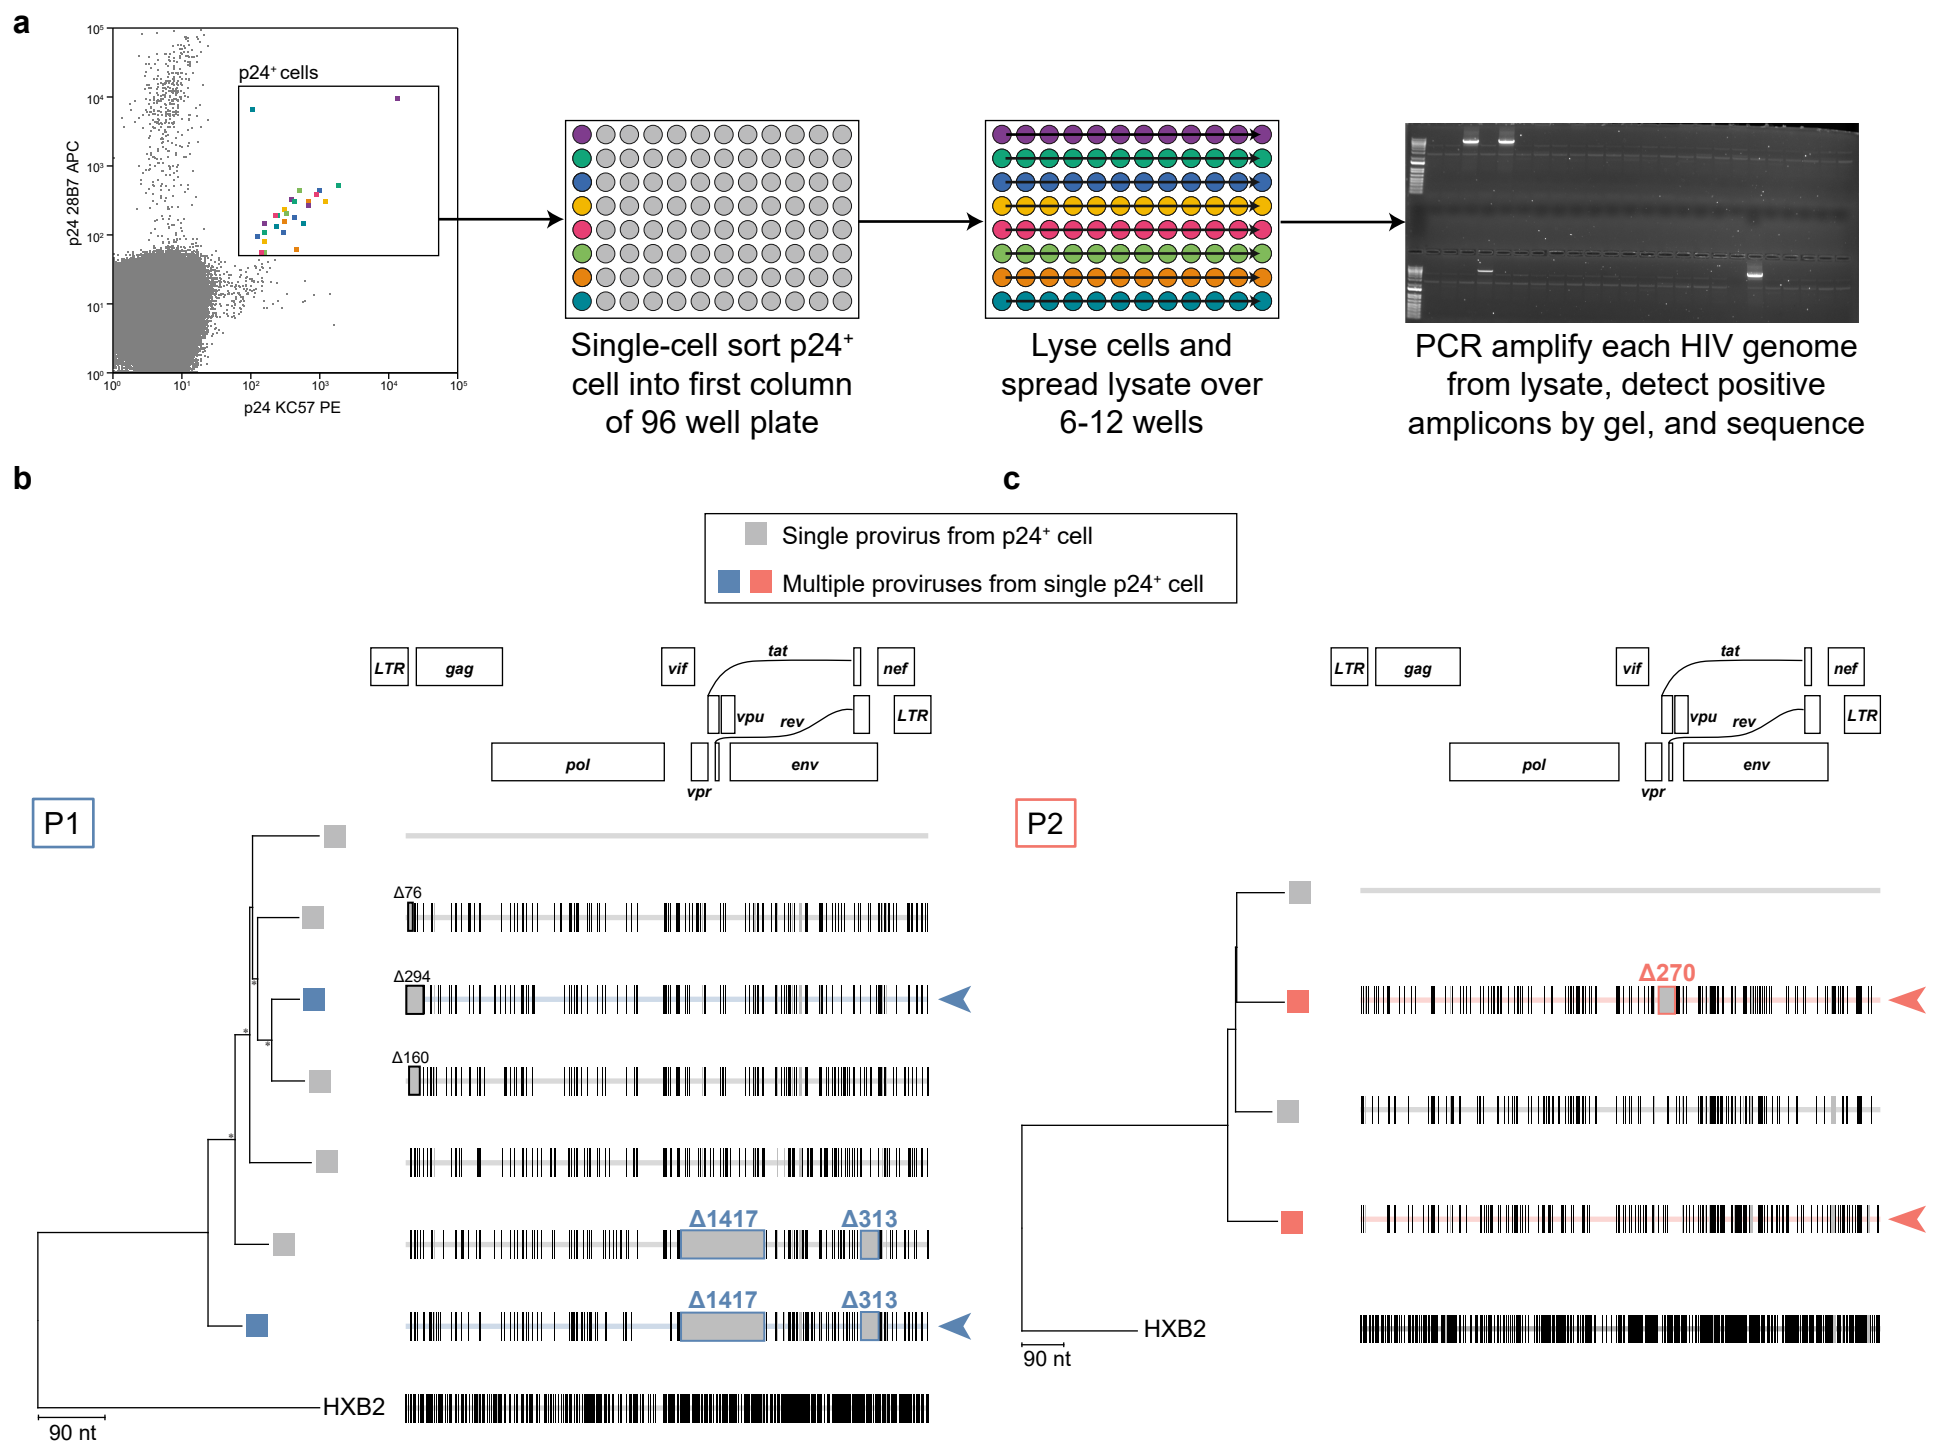 a
p24⁺ cells
10⁵
10⁴
10³
10²
10¹
10⁰
p24 28B7 APC
10⁰ 10¹ 10² 10³ 10⁴ 10⁵
p24 KC57 PE
Single-cell sort p24⁺
cell into first column
of 96 well plate
Lyse cells and
spread lysate over
6-12 wells
PCR amplify each HIV genome
from lysate, detect positive
amplicons by gel, and sequence
b
c
Single provirus from p24⁺ cell
Multiple proviruses from single p24⁺ cell
LTR gag vif tat nef
vpu rev LTR
pol vpr env
P1
Δ76
Δ294
*
*
*
Δ160
*
Δ1417 Δ313
Δ1417 Δ313
HXB2
90 nt
LTR gag vif tat nef
vpu rev LTR
pol vpr env
P2
Δ270
HXB2
90 nt